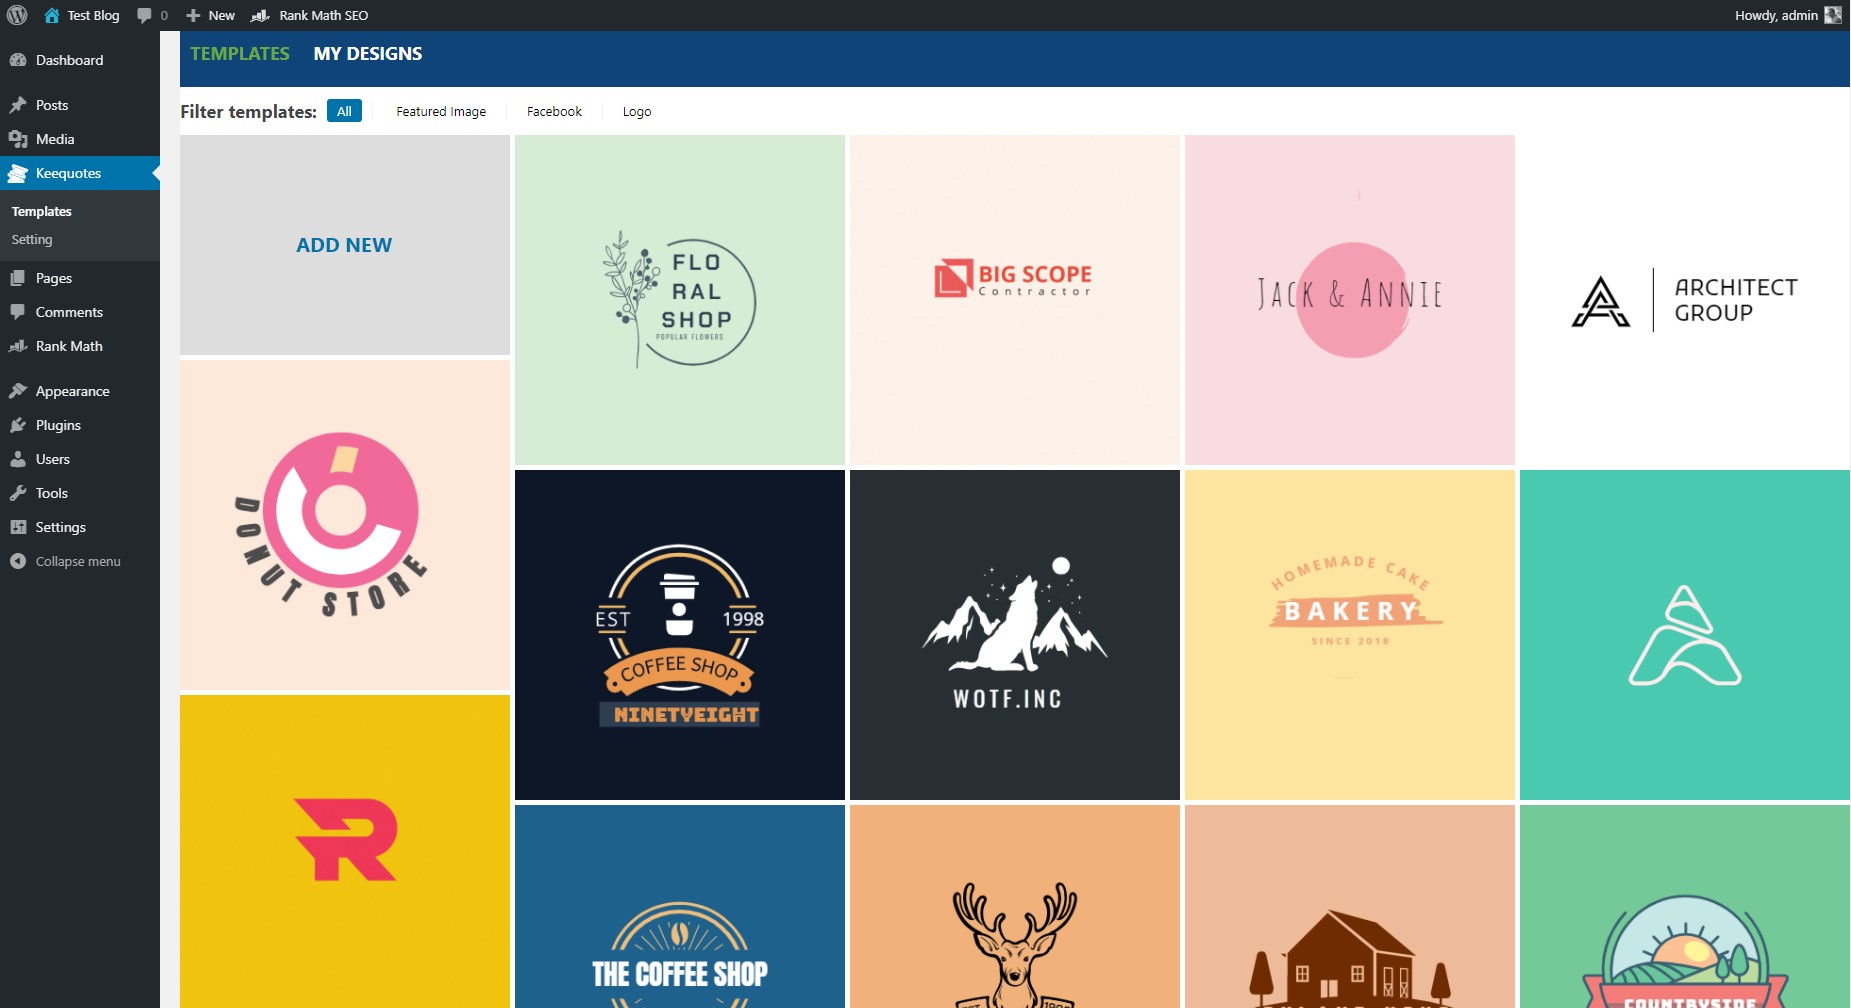 Test Blog
0
New
Rank Math SEO
Howdy, admin
Dashboard
Posts
Media
Keequotes
Templates
Setting
Pages
Comments
Rank Math
Appearance
Plugins
Users
Tools
Settings
Collapse menu
TEMPLATES
MY DESIGNS
Filter templates:
All
Featured Image
Facebook
Logo
ADD NEW
FLO
RAL
SHOP
POPULAR FLOWERS
BIG SCOPE
Contractor
JACK & ANNIE
ARCHITECT
GROUP
DONUT STORE
EST
1998
COFFEE SHOP
NINETYEIGHT
WOTF.INC
HOMEMADE CAKE
BAKERY
SINCE 2018
R
THE COFFEE SHOP
COUNTRYSIDE